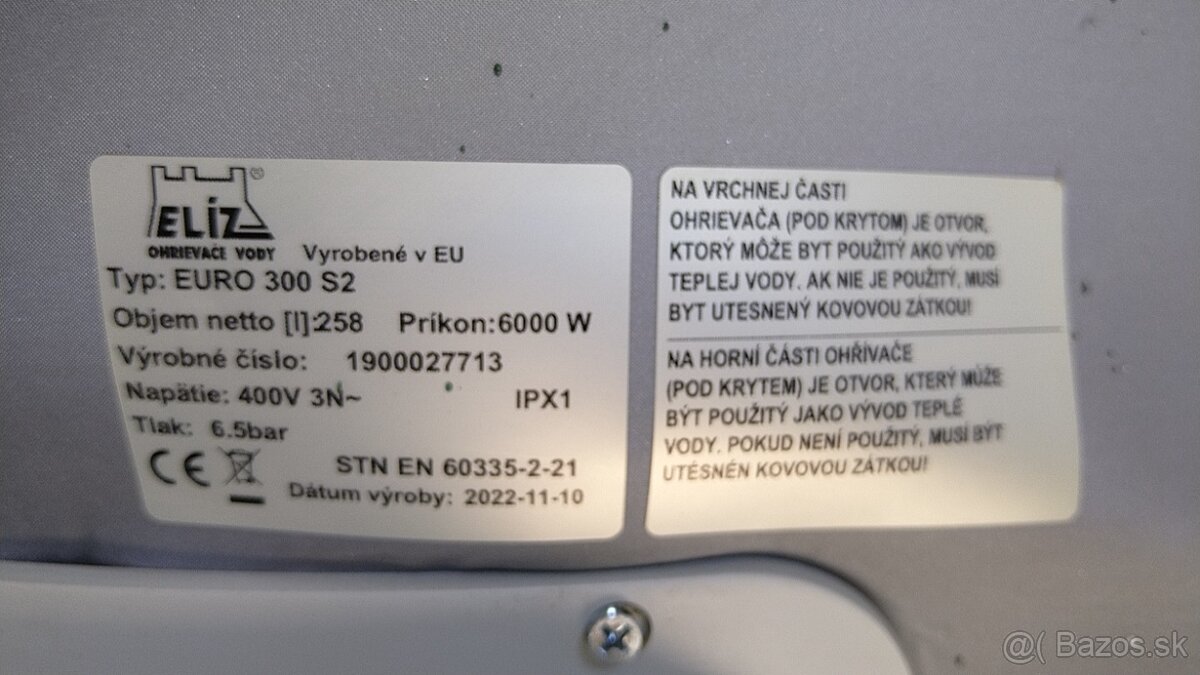 ELÍZ®
OHRIEVAČE VODY
Vyrobené v EU
Typ: EURO 300 S2
Objem netto [l]:258 Príkon:6000 W
Výrobné číslo: 1900027713
Napätie: 400V 3N~ IPX1
Tlak: 6.5bar
CE
STN EN 60335-2-21
Dátum výroby: 2022-11-10
NA VRCHNEJ ČASTI
OHRIEVAČA (POD KRYTOM) JE OTVOR,
KTORÝ MÔŽE BYT POUŽITÝ AKO VÝVOD
TEPLEJ VODY. AK NIE JE POUŽITÝ, MUSÍ
BYT UTESNENÝ KOVOVOU ZÁTKOU!
NA HORNÍ ČÁSTI OHŘÍVAČE
(POD KRYTEM) JE OTVOR, KTERÝ MŮŽE
BÝT POUŽITÝ JAKO VÝVOD TEPLÉ
VODY. POKUD NENÍ POUŽITÝ, MUSÍ BÝT
UTĚSNĚN KOVOVOU ZÁTKOU!
@( Bazos.sk